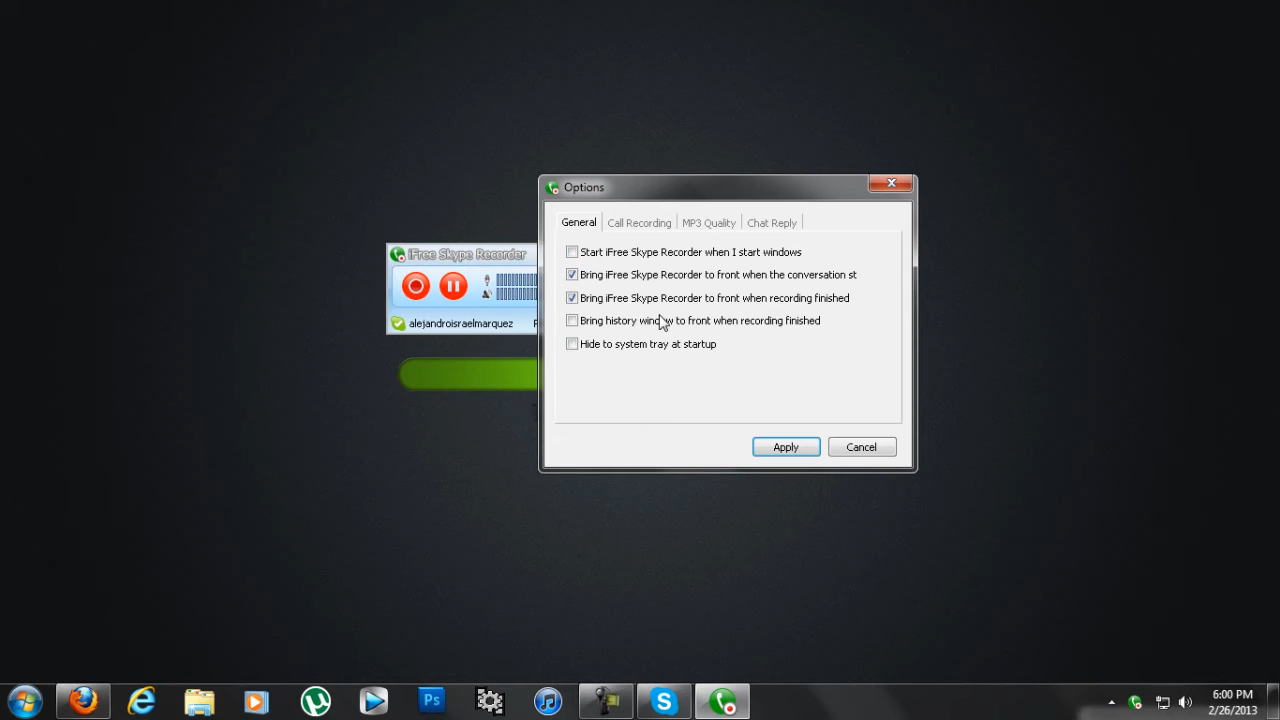 Options
General Call Recording MP3 Quality Chat Reply
Start iFree Skype Recorder when I start windows
Bring iFree Skype Recorder to front when the conversation st
Bring iFree Skype Recorder to front when recording finished
Bring history window to front when recording finished
Hide to system tray at startup
Apply Cancel
iFree Skype Recorder
alejandroisraelmarquez
Ps
6:00 PM
2/26/2013